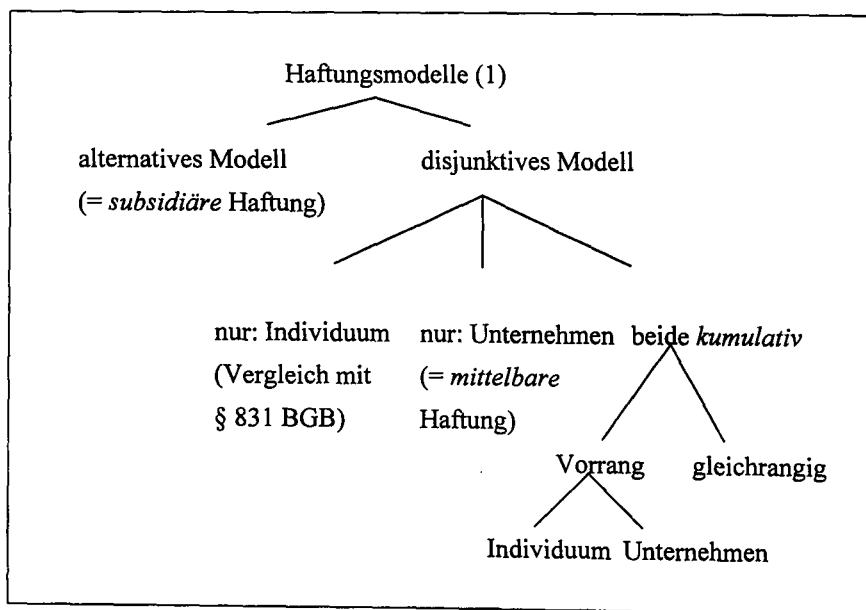 Haftungsmodelle (1)
alternatives Modell disjunktives Modell
(= subsidiäre Haftung)
nur: Individuum nur: Unternehmen beide kumulativ
(Vergleich mit (= mittelbare
§ 831 BGB) Haftung)
Vorrang gleichrangig
Individuum Unternehmen